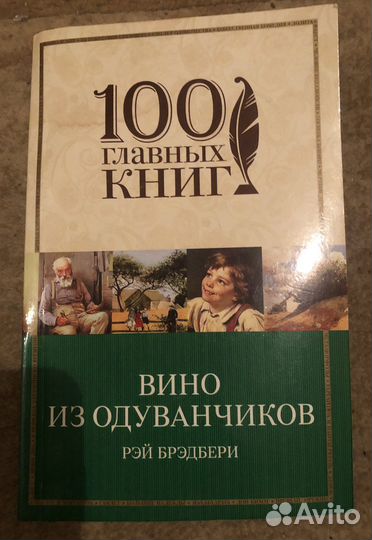 100
ГЛАВНЫХ
КНИГ
ВИНО
ИЗ ОДУВАНЧИКОВ
РЭЙ БРЭДБЕРИ
Avito